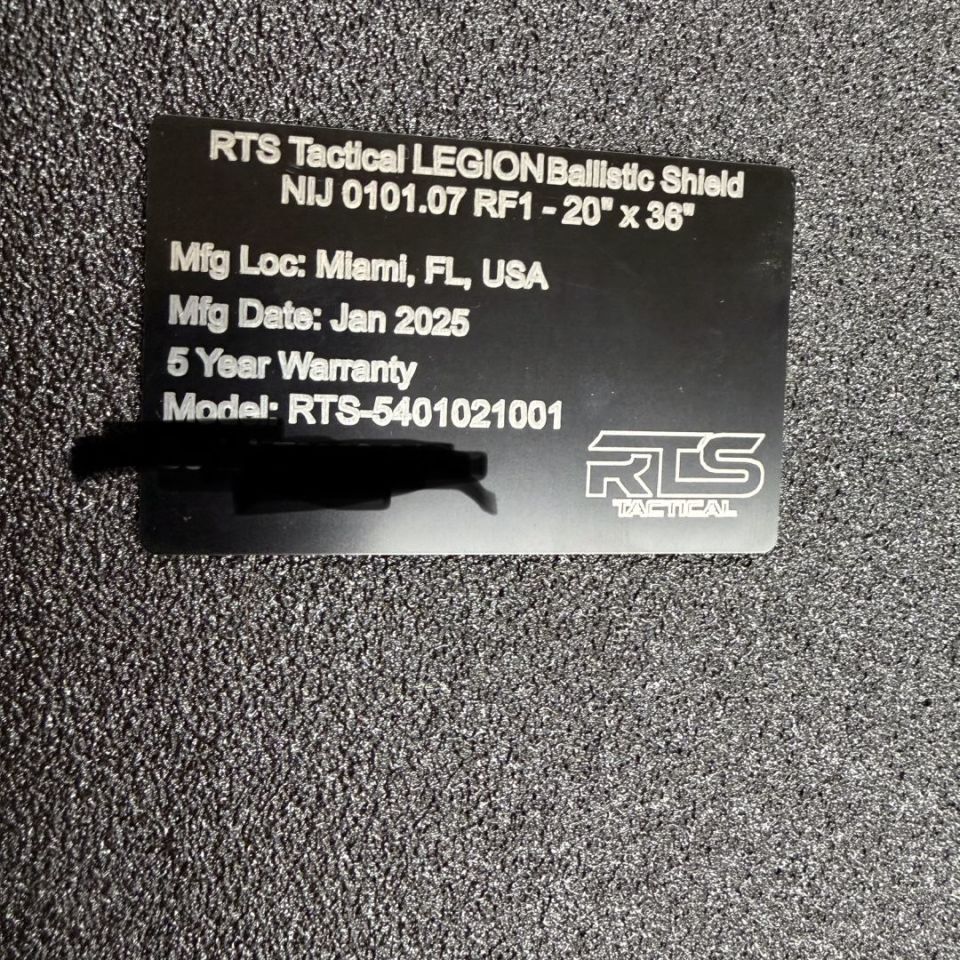 RTS Tactical LEGION Ballistic Shield
NIJ 0101.07 RF1 - 20" x 36"
Mfg Loc: Miami, FL, USA
Mfg Date: Jan 2025
5 Year Warranty
Model: RTS-5401021001
RTS
TACTICAL